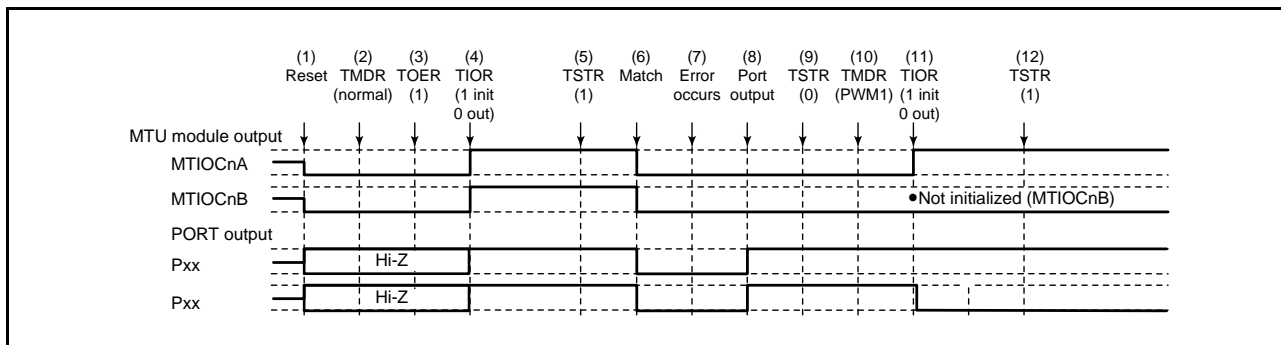 (1) (2) (3) (4) (5) (6) (7) (8) (9) (10) (11) (12)
Reset TMDR TOER TIOR TSTR Match Error Port TSTR TMDR TIOR TSTR
(normal) (1) (1 init (1) occurs output (0) (PWM1) (1 init (1)
0 out) 0 out)
MTU module output
MTIOCnA
MTIOCnB ●Not initialized (MTIOCnB)
PORT output
Pxx Hi-Z
Pxx Hi-Z